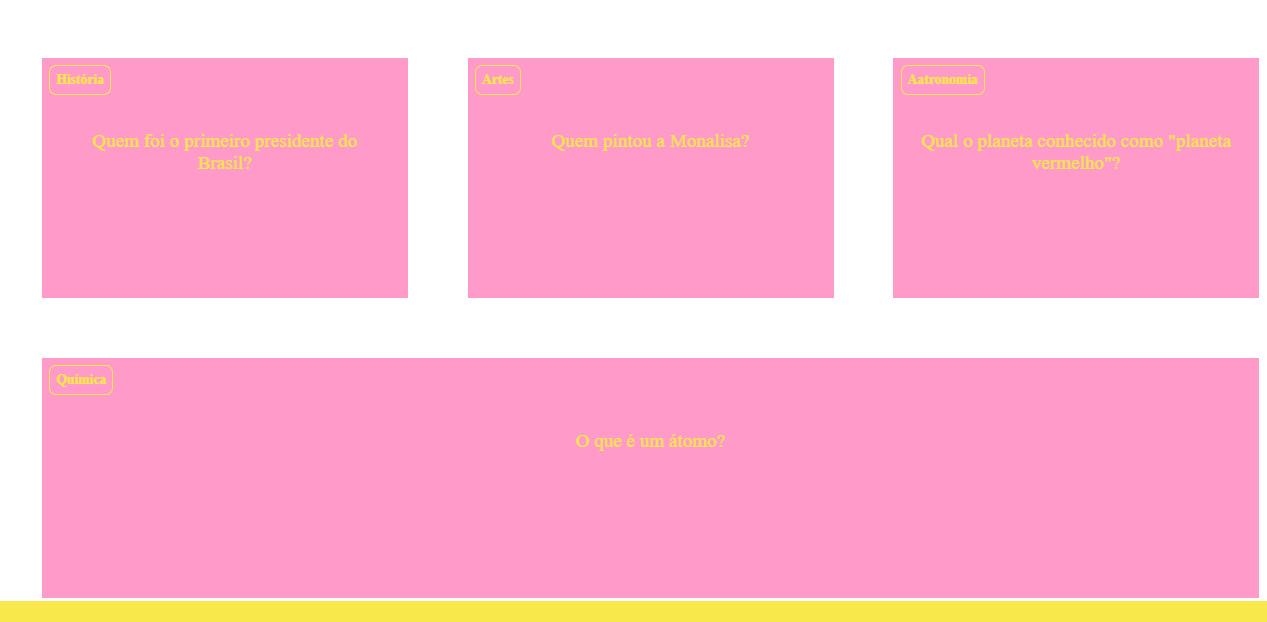 História
Quem foi o primeiro presidente do
Brasil?
Artes
Quem pintou a Monalisa?
Aatronomia
Qual o planeta conhecido como "planeta
vermelho"?
Química
O que é um átomo?